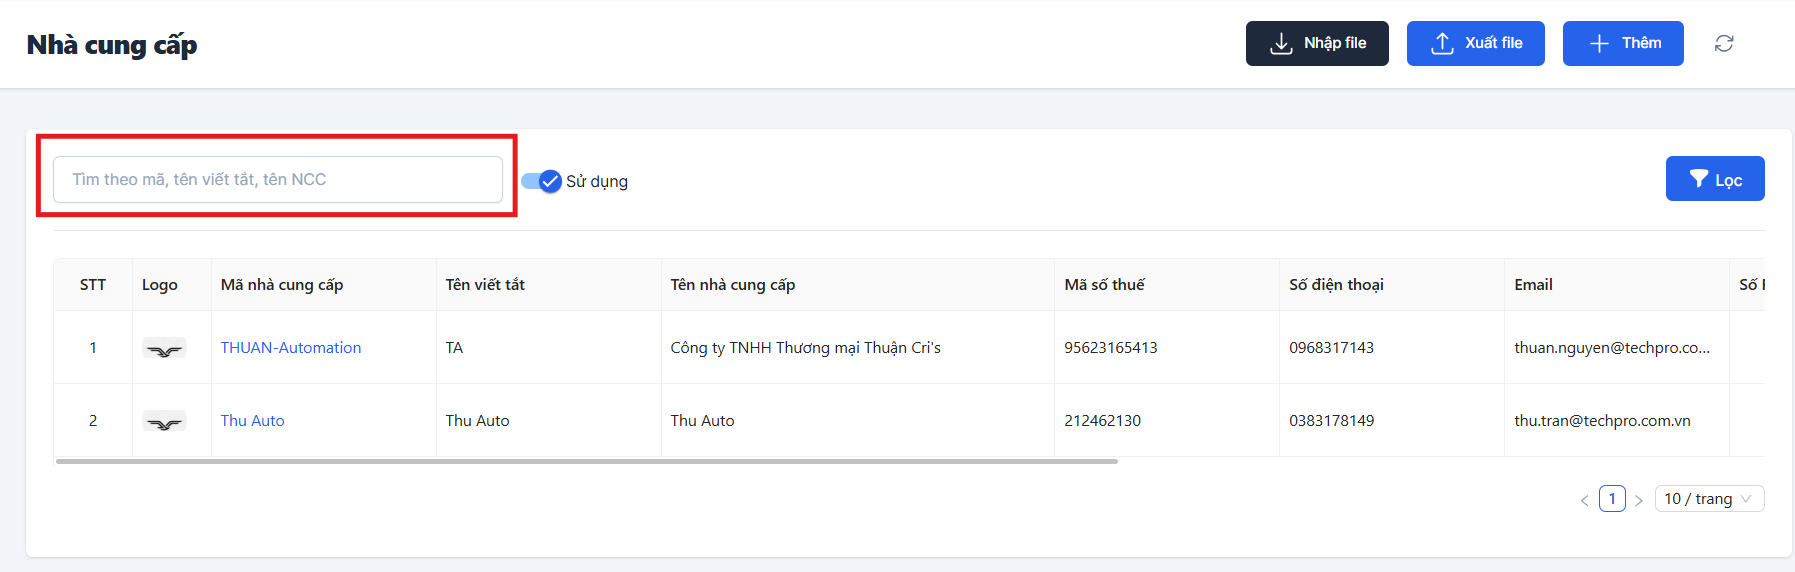 Nhà cung cấp
Nhập file
Xuất file
Thêm
Tìm theo mã, tên viết tắt, tên NCC
Sử dụng
Lọc
STT Logo Mã nhà cung cấp Tên viết tắt Tên nhà cung cấp Mã số thuế Số điện thoại Email Số
1 THUAN-Automation TA Công ty TNHH Thương mại Thuận Cri's 95623165413 0968317143 thuan.nguyen@techpro.co...
2 Thu Auto Thu Auto Thu Auto 212462130 0383178149 thu.tran@techpro.com.vn
< 1 > 10 / trang